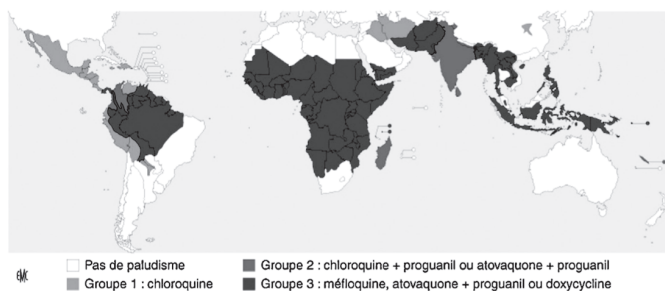 Pas de paludisme
Groupe 1 : chloroquine
Groupe 2 : chloroquine + proguanil ou atovaquone + proguanil
Groupe 3 : méfloquine, atovaquone + proguanil ou doxycycline
EMC